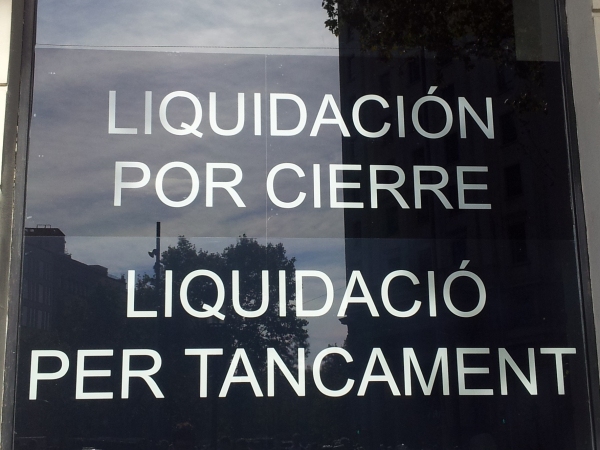 LIQUIDACIÓN
POR CIERRE
LIQUIDACIÓ
PER TANCAMENT